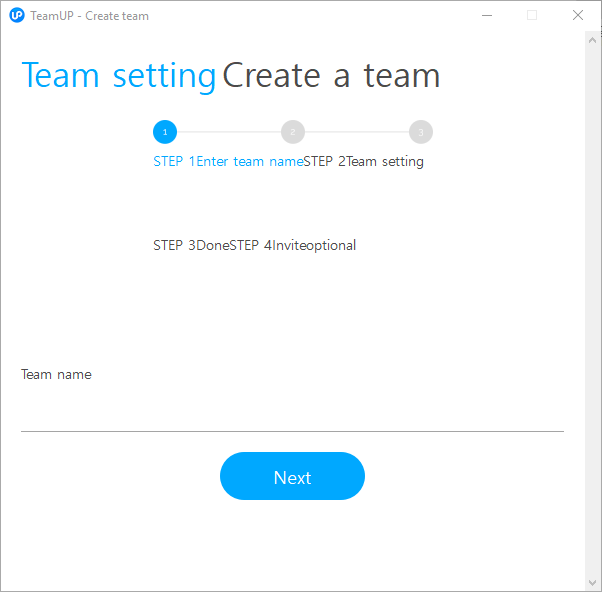 UP TeamUP - Create team
Team setting Create a team
1 2 3
STEP 1Enter team nameSTEP 2Team setting
STEP 3DoneSTEP 4Inviteoptional
Team name
Next